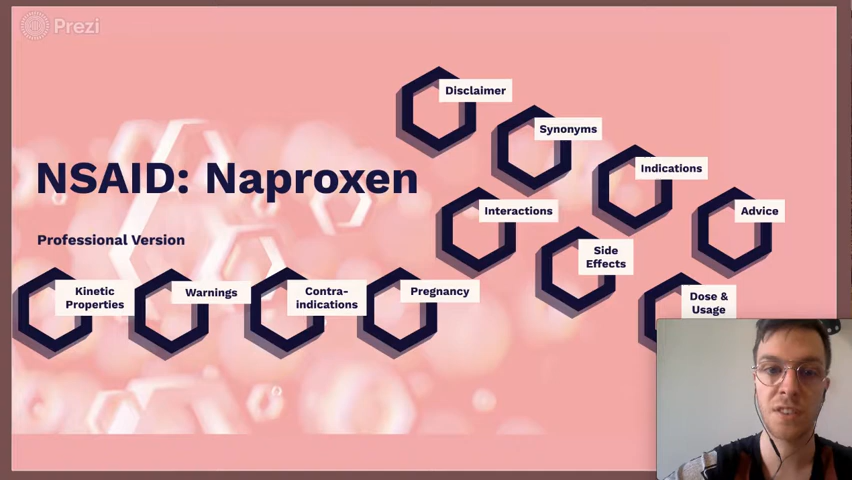 Prezi
Disclaimer
Synonyms
Indications
NSAID: Naproxen
Interactions
Advice
Professional Version
Side
Effects
Kinetic
Properties
Warnings
Contra-
indications
Pregnancy
Dose &
Usage